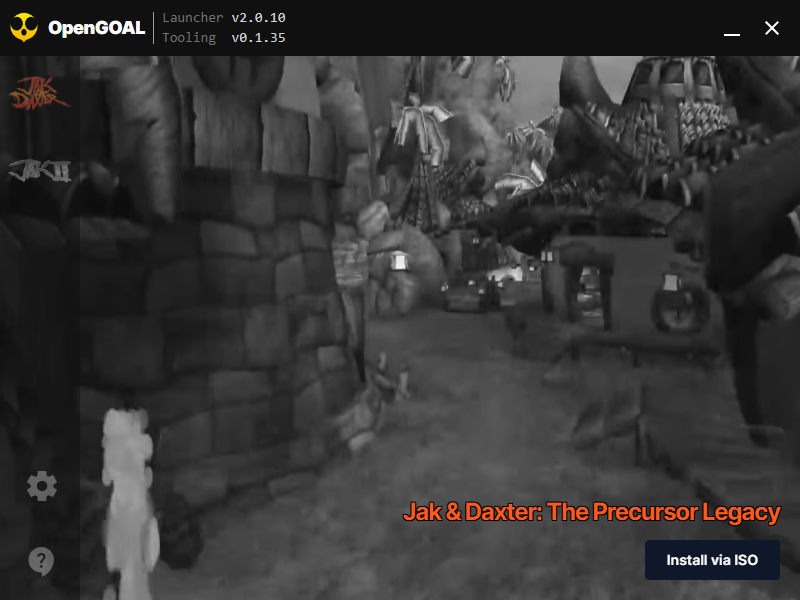 OpenGOAL
Launcher v2.0.10
Tooling v0.1.35
JAK
DAXTER
JAK II
Jak & Daxter: The Precursor Legacy
Install via ISO
?